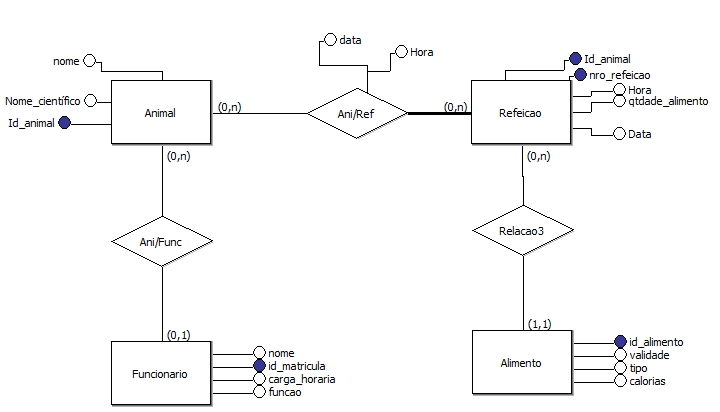 data
Hora
nome
Id_animal
nro_refeicao
Hora
Nome_científico
qtdade_alimento
Id_animal
Animal
(0,n)
Ani/Ref
(0,n)
Refeicao
Data
(0,n)
(0,n)
Ani/Func
Relacao3
(0,1)
(1,1)
nome
id_matricula
carga_horaria
funcao
Funcionario
id_alimento
validade
tipo
calorias
Alimento